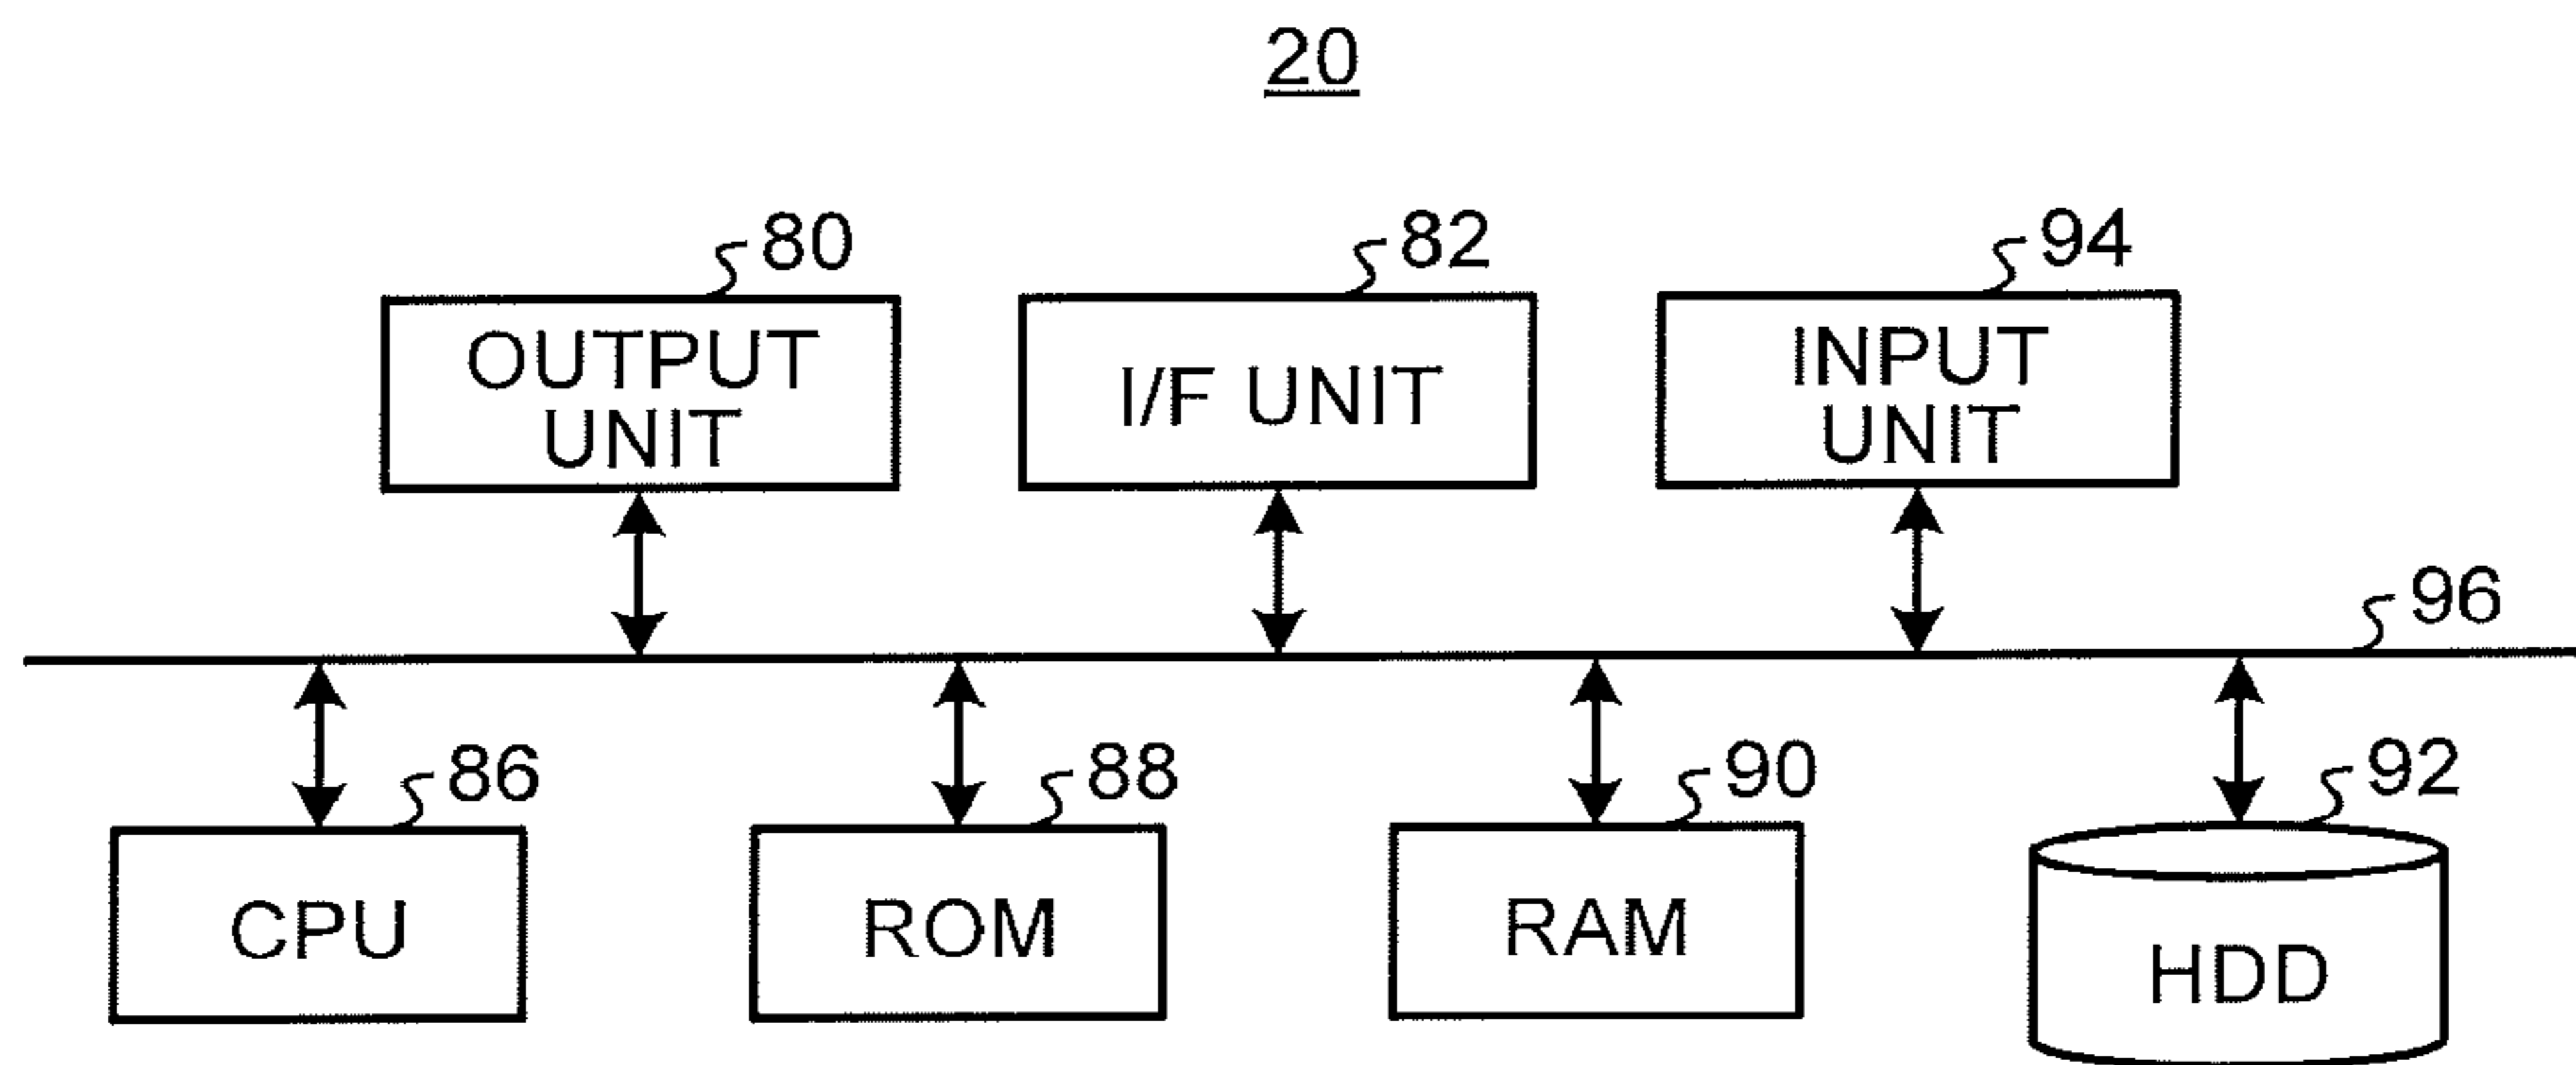 20
80
82
94
OUTPUT
UNIT
I/F UNIT
INPUT
UNIT
96
86
88
90
92
CPU
ROM
RAM
HDD